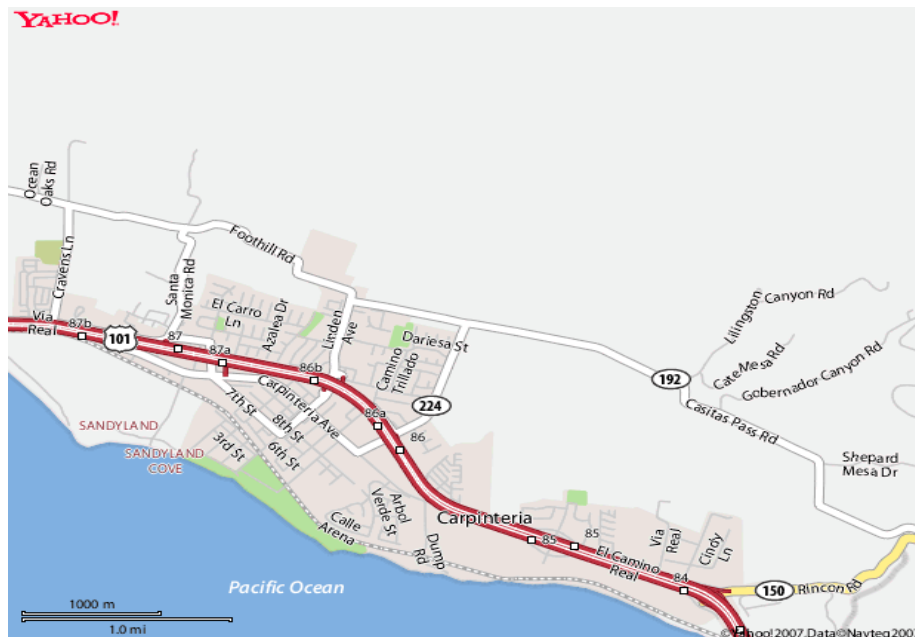 YAHOO!
Ocean
Oaks Rd
Cravens Ln
Santa
Monica Rd
Foothill Rd
Via
Real
87b
101
87
87a
El Carro
Ln
Azalea Dr
Linden
Ave
Dariesa St
Camino
Trillado
86b
86a
86
224
192
Lilingston
Canyon Rd
Cate Mesa Rd
Gobernador Canyon Rd
Casitas Pass Rd
Shepard
Mesa Dr
Carpinteria Ave
7th St
8th St
6th St
3rd St
SANDYLAND
SANDYLAND
COVE
Calle
Arena
Arbol
Verde St
Dump
Rd
Carpinteria
85
85
El Camino
Real
Via
Real
Cindy
Ln
84
150
Rincon Rd
Pacific Ocean
1000 m
1.0 mi
© Yahoo! 2007, Data © Navteq 2007